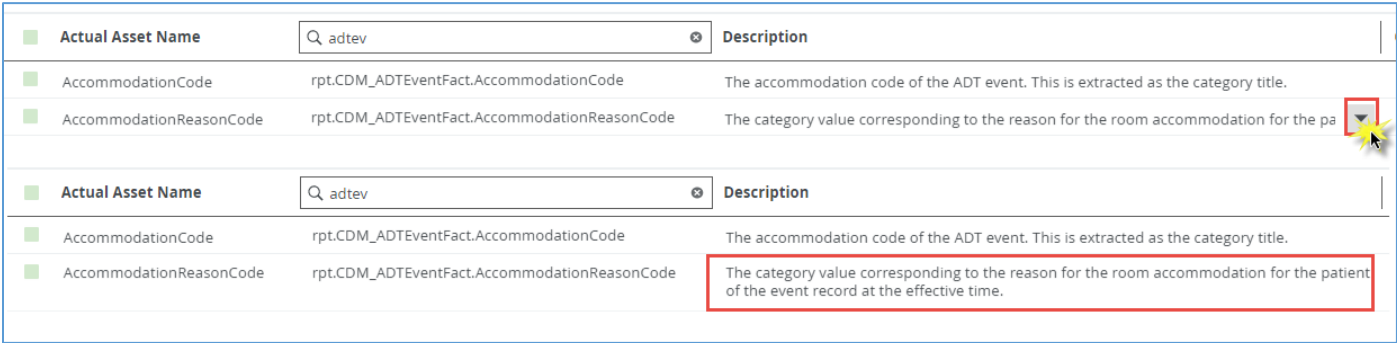 Actual Asset Name adtev Description
AccommodationCode rpt.CDM_ADTEventFact.AccommodationCode The accommodation code of the ADT event. This is extracted as the category title.
AccommodationReasonCode rpt.CDM_ADTEventFact.AccommodationReasonCode The category value corresponding to the reason for the room accommodation for the pa
Actual Asset Name adtev Description
AccommodationCode rpt.CDM_ADTEventFact.AccommodationCode The accommodation code of the ADT event. This is extracted as the category title.
AccommodationReasonCode rpt.CDM_ADTEventFact.AccommodationReasonCode The category value corresponding to the reason for the room accommodation for the patient
of the event record at the effective time.